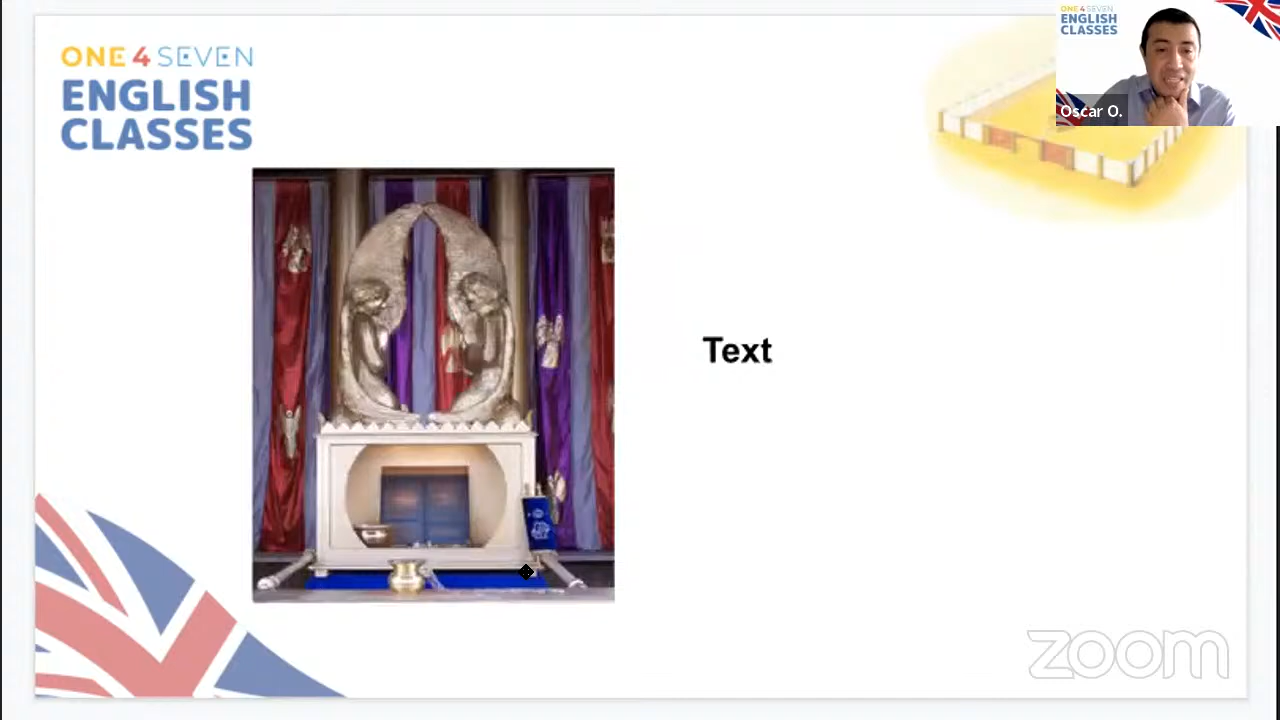 ONE 4 SEVEN
ENGLISH
CLASSES
ONE 4 SEVEN
ENGLISH
CLASSES
Oscar O.
Text
zoom